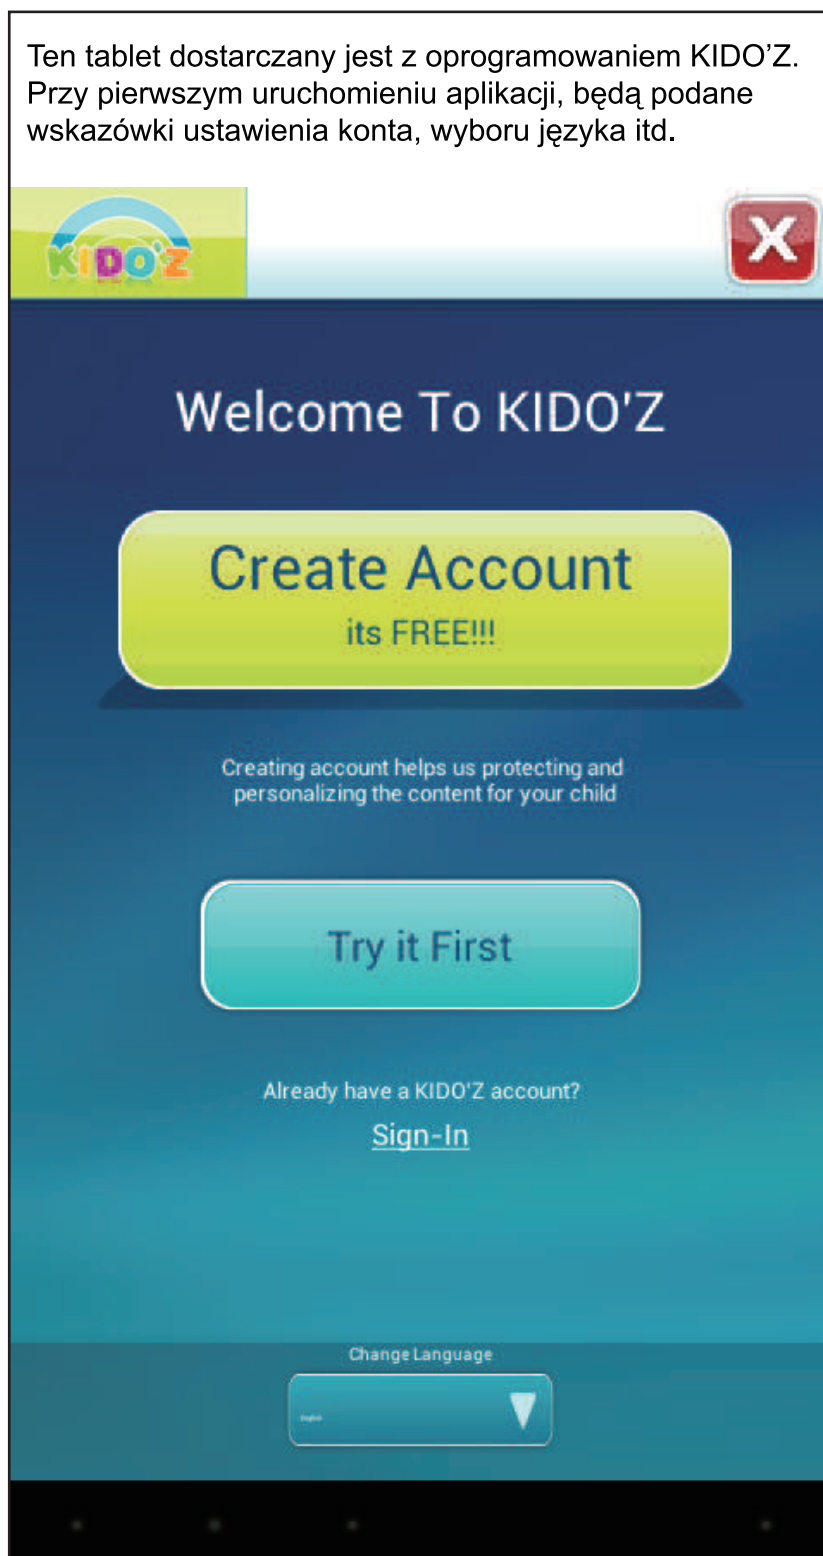 Ten tablet dostarczany jest z oprogramowaniem KIDO’Z.
Przy pierwszym uruchomieniu aplikacji, będą podane
wskazówki ustawienia konta, wyboru języka itd.
KIDO'Z
X
Welcome To KIDO'Z
Create Account
its FREE!!!
Creating account helps us protecting and
personalizing the content for your child
Try it First
Already have a KIDO'Z account?
Sign-In
Change Language
English